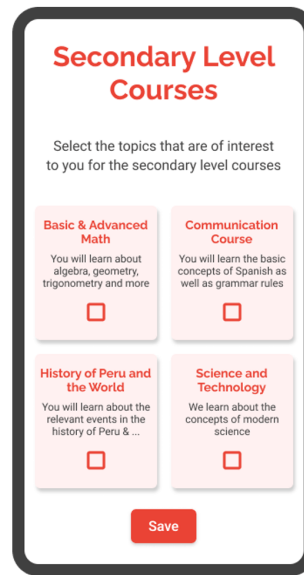 Secondary Level
Courses
Select the topics that are of interest
to you for the secondary level courses
Basic & Advanced
Math
You will learn about
algebra, geometry,
trigonometry and more
Communication
Course
You will learn the basic
concepts of Spanish as
well as grammar rules
History of Peru and
the World
You will learn about the
relevant events in the
history of Peru & ...
Science and
Technology
We learn about the
concepts of modern
science
Save